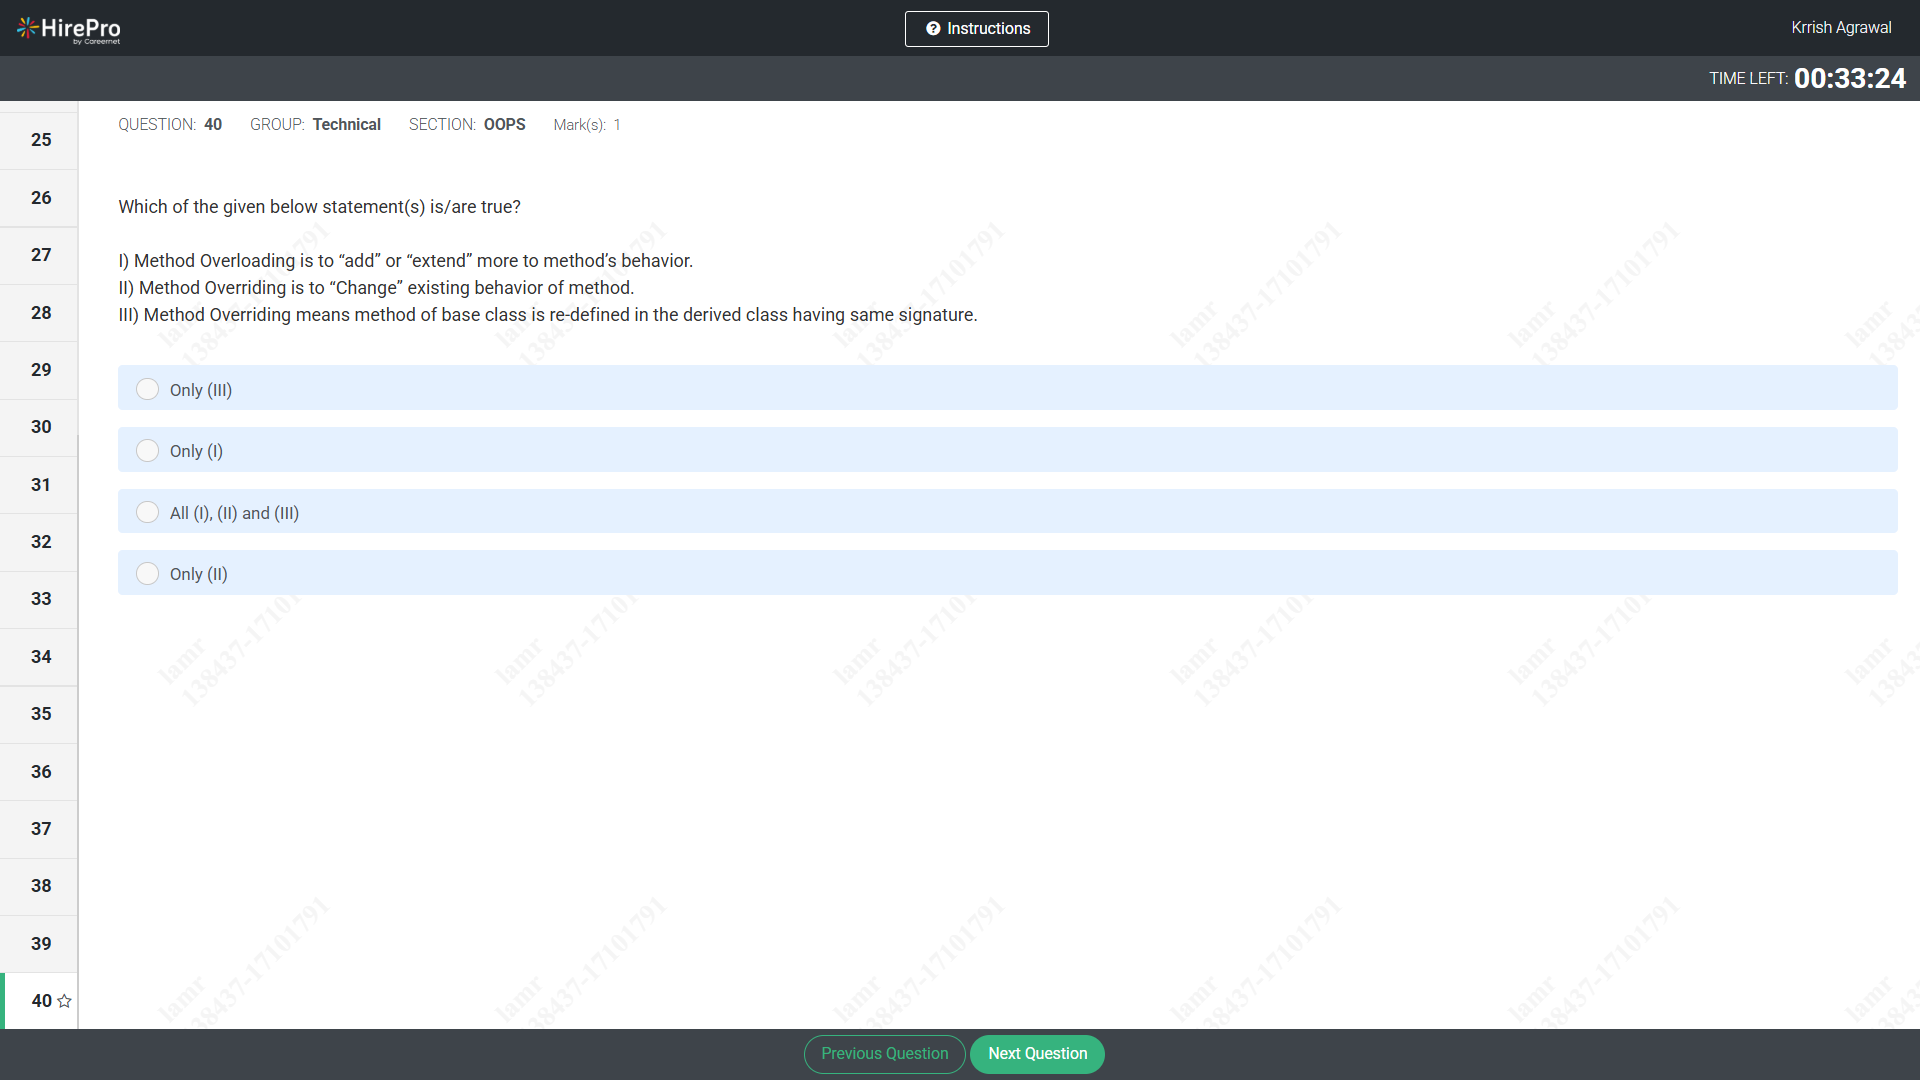 HirePro
by Careernet
Instructions
Krrish Agrawal
TIME LEFT: 00:33:24
QUESTION: 40 GROUP: Technical SECTION: OOPS Mark(s): 1
25
26
27
28
29
30
31
32
33
34
35
36
37
38
39
40
Which of the given below statement(s) is/are true?
I) Method Overloading is to “add” or “extend” more to method’s behavior.
II) Method Overriding is to “Change” existing behavior of method.
III) Method Overriding means method of base class is re-defined in the derived class having same signature.
Only (III)
Only (I)
All (I), (II) and (III)
Only (II)
Previous Question
Next Question